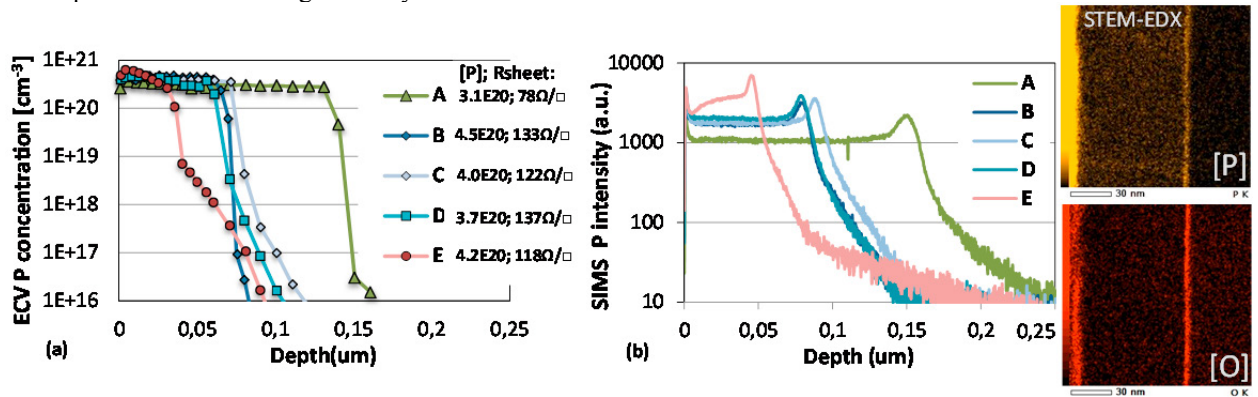 1E+21
1E+20
1E+19
1E+18
1E+17
1E+16
ECV P concentration [cm⁻³]
0 0,05 0,1 0,15 0,2 0,25
Depth(um)
(a)
[P]; Rsheet:
A 3.1E20; 78Ω/□
B 4.5E20; 133Ω/□
C 4.0E20; 122Ω/□
D 3.7E20; 137Ω/□
E 4.2E20; 118Ω/□
10000
1000
100
10
SIMS P intensity (a.u.)
0 0,05 0,1 0,15 0,2 0,25
Depth (um)
(b)
A
B
C
D
E
STEM-EDX
[P]
30 nm P K
[O]
30 nm O K